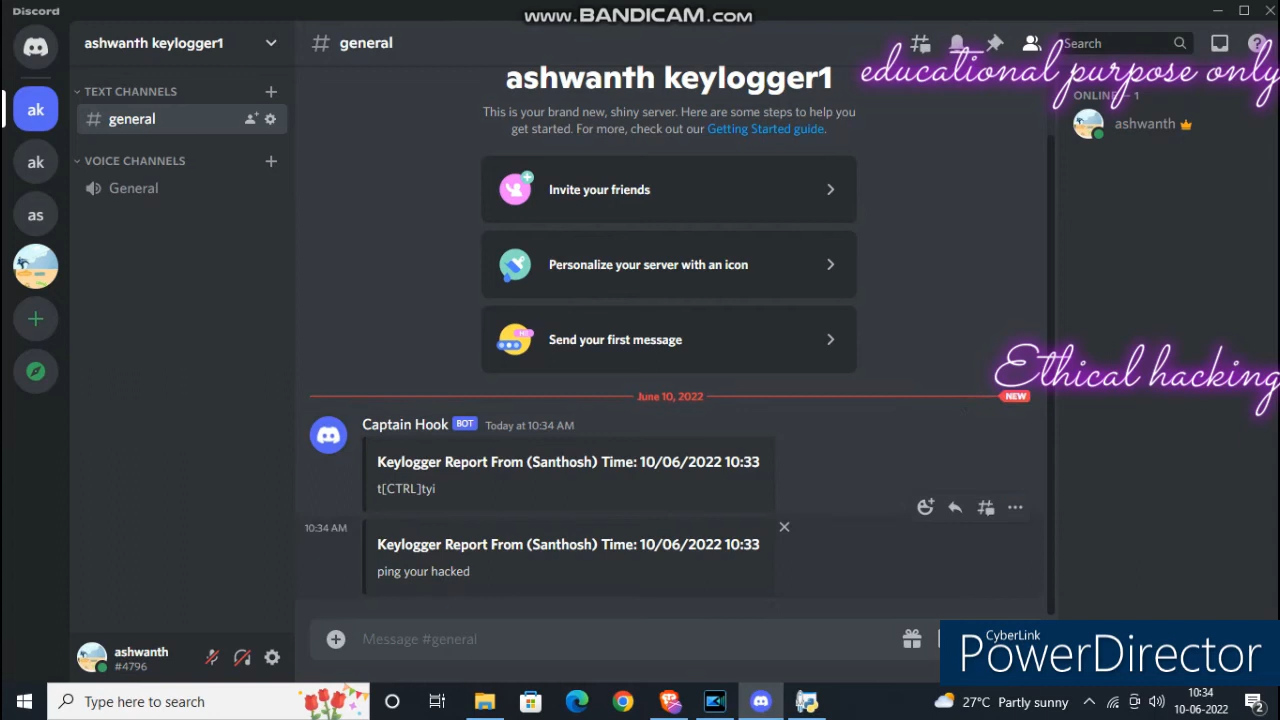 Discord
www.BANDICAM.com
ashwanth keylogger1
general
Search
educational purpose only
TEXT CHANNELS
general
VOICE CHANNELS
General
ak
ak
as
ashwanth keylogger1
This is your brand new, shiny server. Here are some steps to help you
get started. For more, check out our Getting Started guide.
Invite your friends
Personalize your server with an icon
Send your first message
ONLINE – 1
ashwanth
Ethical hacking
June 10, 2022
NEW
Captain Hook BOT Today at 10:34 AM
Keylogger Report From (Santhosh) Time: 10/06/2022 10:33
t[CTRL]tyi
10:34 AM
Keylogger Report From (Santhosh) Time: 10/06/2022 10:33
ping your hacked
Message #general
ashwanth
#4796
CyberLink
PowerDirector
Type here to search
27°C Partly sunny
10:34
10-06-2022
2